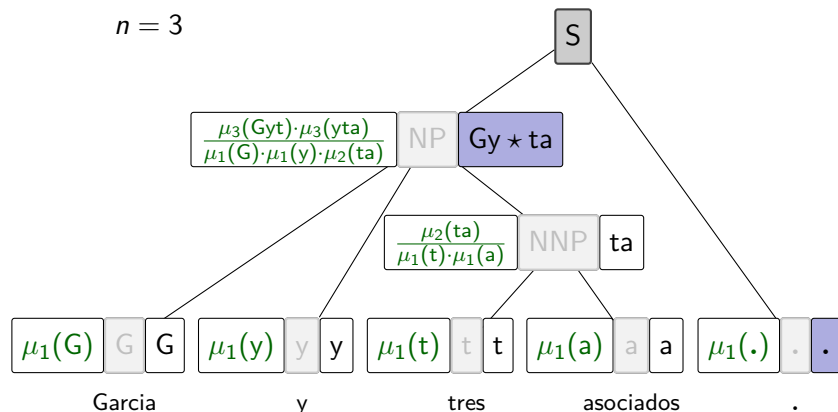 n = 3
S
μ₃(Gyt)·μ₃(yta)
μ₁(G)·μ₁(y)·μ₂(ta)
NP
Gy ⋆ ta
μ₂(ta)
μ₁(t)·μ₁(a)
NNP
ta
μ₁(G) G G μ₁(y) y y μ₁(t) t t μ₁(a) a a μ₁(.) . .
Garcia y tres asociados .